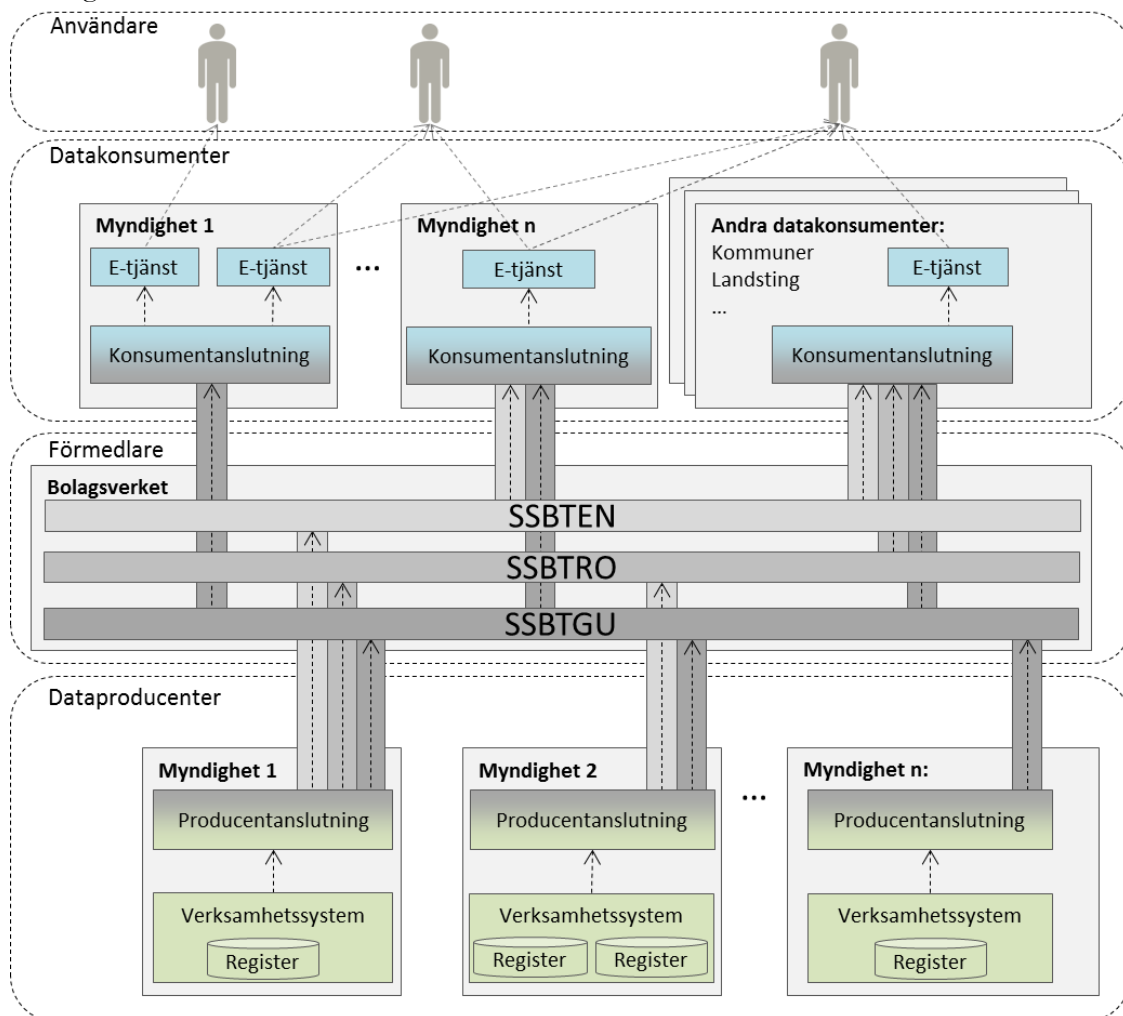 Användare
Datakonsumenter
Myndighet 1
E-tjänst
E-tjänst
Konsumentanslutning
...
Myndighet n
E-tjänst
Konsumentanslutning
Andra datakonsumenter:
Kommuner
Landsting
...
E-tjänst
Konsumentanslutning
Förmedlare
Bolagsverket
SSBTEN
SSBTRO
SSBTGU
Dataproducenter
Myndighet 1
Producentanslutning
Verksamhetssystem
Register
Myndighet 2
Producentanslutning
Verksamhetssystem
Register
Register
...
Myndighet n:
Producentanslutning
Verksamhetssystem
Register